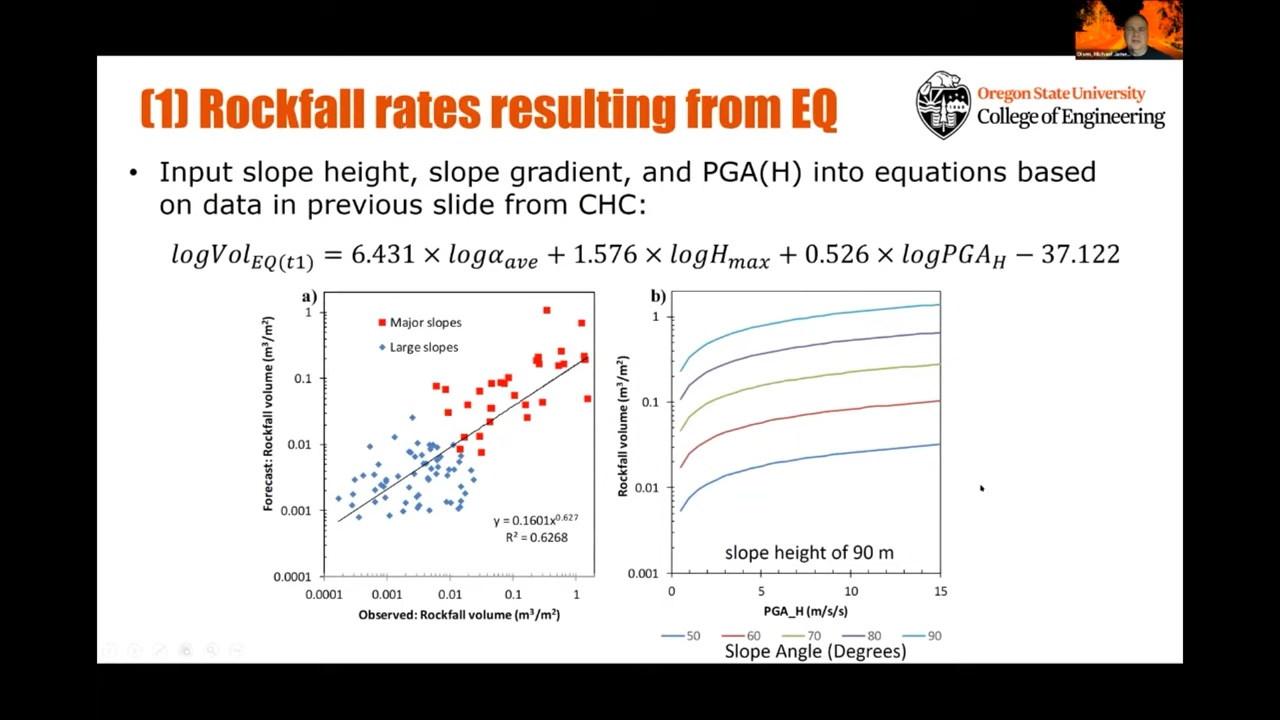 Olsen, Michael Jame...
(1) Rockfall rates resulting from EQ
Oregon State University
College of Engineering
• Input slope height, slope gradient, and PGA(H) into equations based
on data in previous slide from CHC:
logVol_EQ(t1) = 6.431 × logα_ave + 1.576 × logH_max + 0.526 × logPGA_H − 37.122
a)
Major slopes
Large slopes
Forecast: Rockfall volume (m³/m²)
1
0.1
0.01
0.001
0.0001
y = 0.1601x^0.627
R² = 0.6268
0.0001 0.001 0.01 0.1 1
Observed: Rockfall volume (m³/m²)
b)
Rockfall volume (m³/m²)
1
0.1
0.01
0.001
slope height of 90 m
0 5 10 15
PGA_H (m/s/s)
50 60 70 80 90
Slope Angle (Degrees)